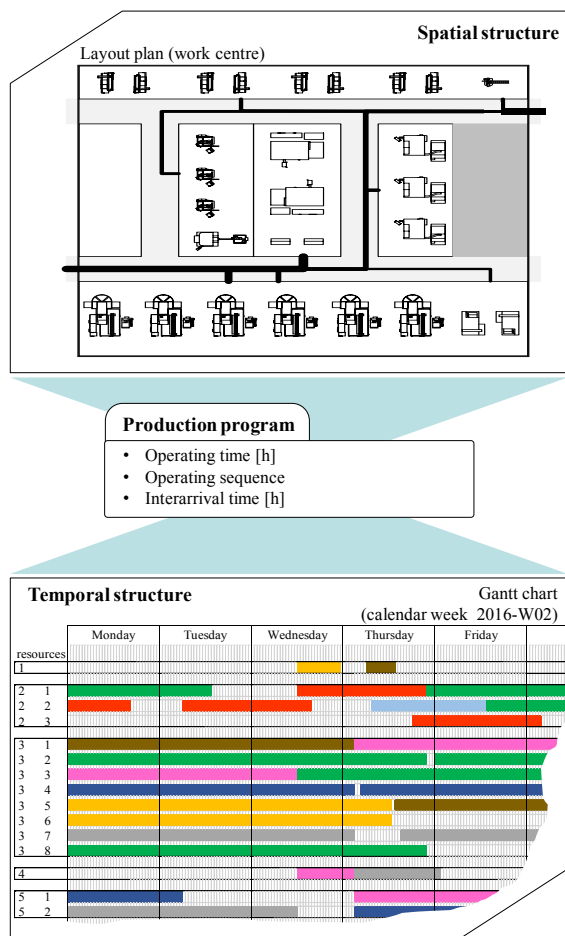 Spatial structure
Layout plan (work centre)
Production program
• Operating time [h]
• Operating sequence
• Interarrival time [h]
Temporal structure
Gantt chart
(calendar week 2016-W02)
Monday Tuesday Wednesday Thursday Friday
resources
1
2 1
2 2
2 3
3 1
3 2
3 3
3 4
3 5
3 6
3 7
3 8
4
5 1
5 2